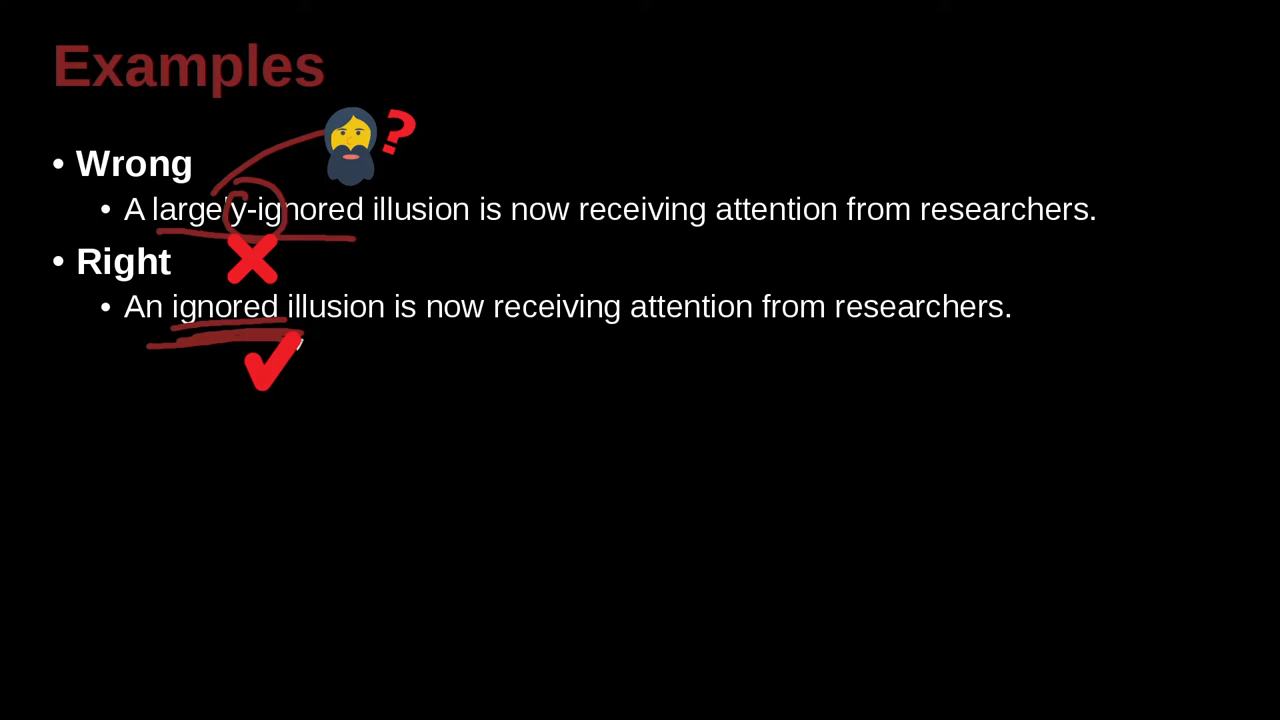 Examples
?
• Wrong
• A largely-ignored illusion is now receiving attention from researchers.
• Right
• An ignored illusion is now receiving attention from researchers.